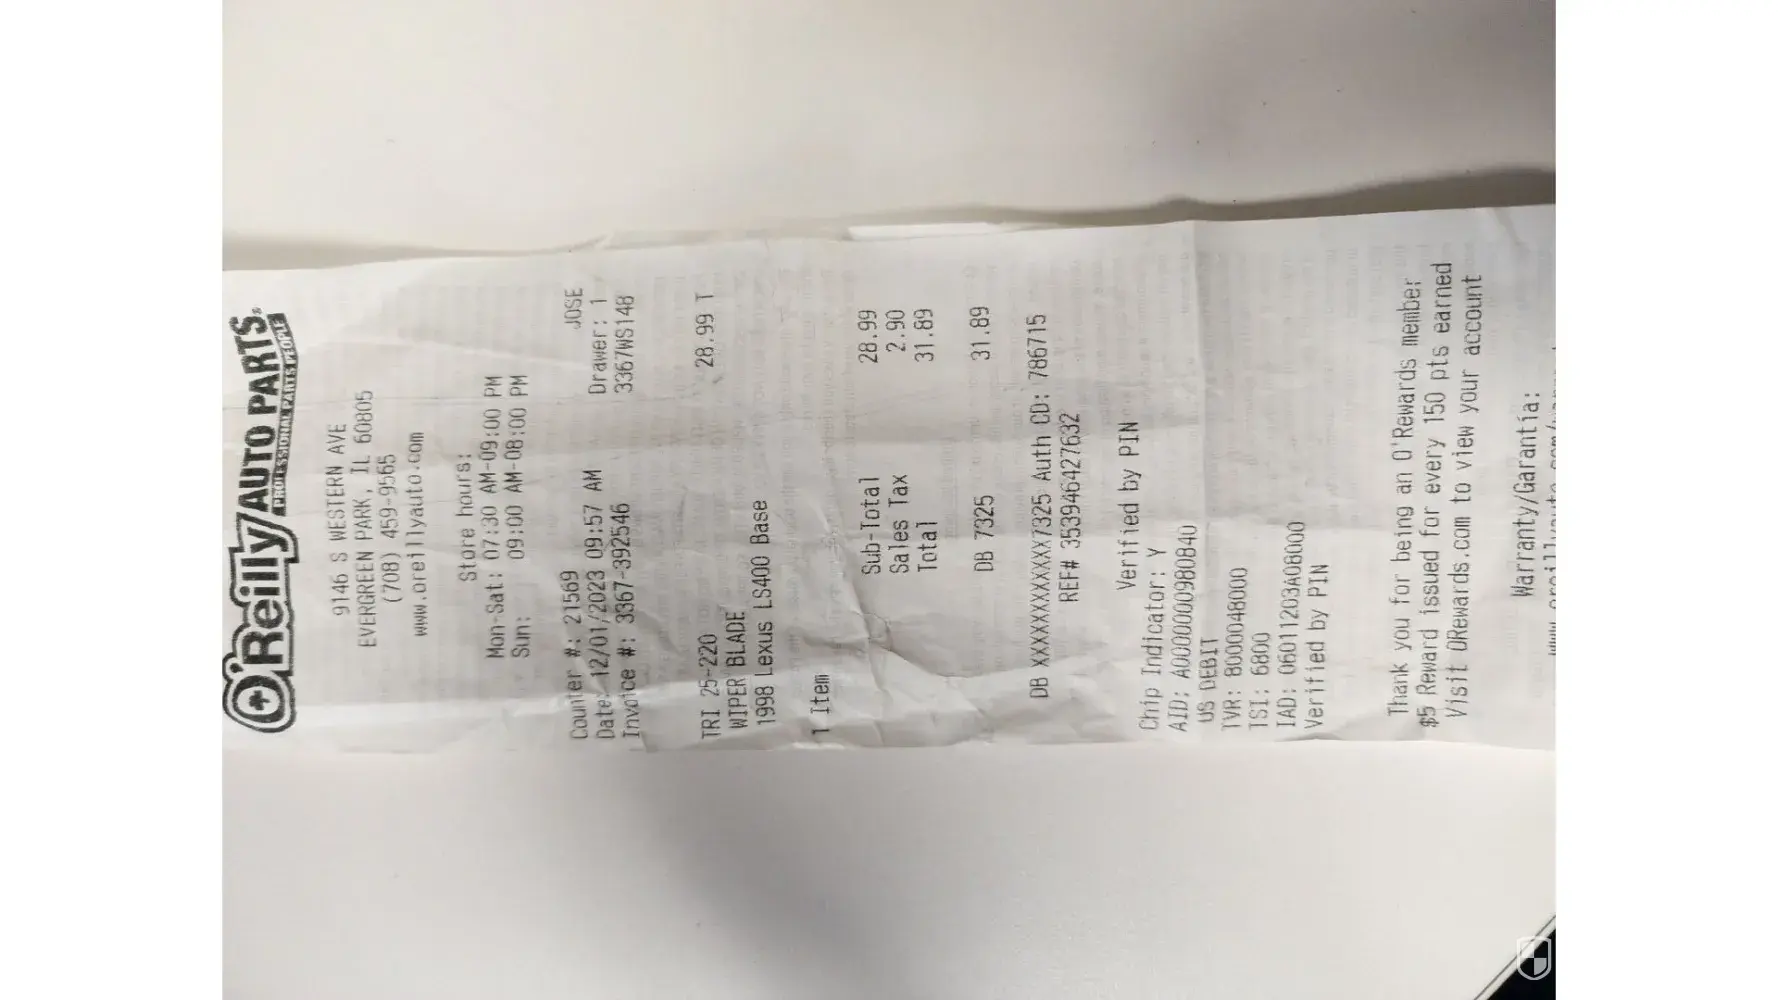 O'Reilly AUTO PARTS
PROFESSIONAL PARTS PEOPLE
9146 S WESTERN AVE
EVERGREEN PARK, IL 60805
(708) 459-9565
www.oreillyauto.com
Store hours:
Mon-Sat: 07:30 AM-09:00 PM
Sun: 09:00 AM-08:00 PM
Counter #: 21569 JOSE
Date: 12/01/2023 09:57 AM Drawer: 1
Invoice #: 3367-392546 3367WS148
TRI 25-220 28.99 T
WIPER BLADE
1998 Lexus LS400 Base
1 Item
Sub-Total 28.99
Sales Tax 2.90
Total 31.89
DB 7325 31.89
DB XXXXXXXXXXXX7325 Auth CD: 786715
REF# 353946427632
Verified by PIN
Chip Indicator: Y
AID: A0000000980840
US DEBIT
TVR: 8000048000
TSI: 6800
IAD: 06011203A08000
Verified by PIN
Thank you for being an O'Rewards member
$5 Reward issued for every 150 pts earned
Visit ORewards.com to view your account
Warranty/Garantía: